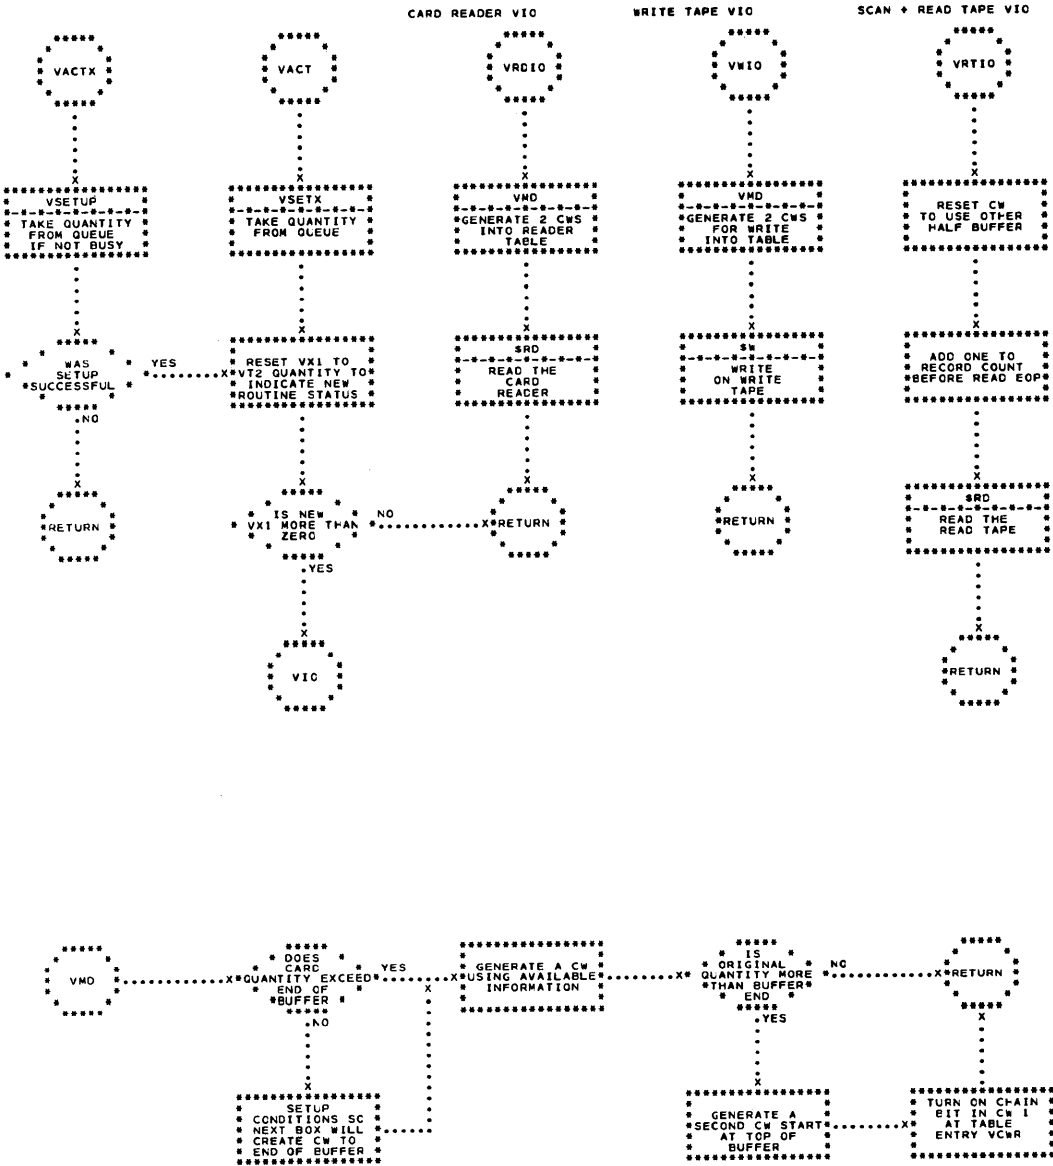 CARD READER VIO
WRITE TAPE VIO
SCAN + READ TAPE VIO
VACTX
VACT
VRDIO
VWIO
VRTIO
VSETUP
TAKE QUANTITY
FROM QUEUE
IF NOT BUSY
VSETX
TAKE QUANTITY
FROM QUEUE
VMD
GENERATE 2 CWS
INTO READER
TABLE
VMD
GENERATE 2 CWS
FOR WRITE
INTO TABLE
RESET CW
TO USE OTHER
HALF BUFFER
WAS
SETUP
SUCCESSFUL
YES
NO
RESET VX1 TO
VT2 QUANTITY TO
INDICATE NEW
ROUTINE STATUS
$RD
READ THE
CARD
READER
$W
WRITE
ON WRITE
TAPE
ADD ONE TO
RECORD COUNT
BEFORE READ EOP
RETURN
IS NEW
VX1 MORE THAN
ZERO
NO
YES
RETURN
RETURN
$RD
READ THE
READ TAPE
VIO
RETURN
VMD
DOES
CARD
QUANTITY EXCEED
END OF
BUFFER
YES
NO
GENERATE A CW
USING AVAILABLE
INFORMATION
IS
ORIGINAL
QUANTITY MORE
THAN BUFFER
END
NO
YES
RETURN
SETUP
CONDITIONS SO
NEXT BOX WILL
CREATE CW TO
END OF BUFFER
GENERATE A
SECOND CW START
AT TOP OF
BUFFER
TURN ON CHAIN
BIT IN CW 1
AT TABLE
ENTRY VCWR